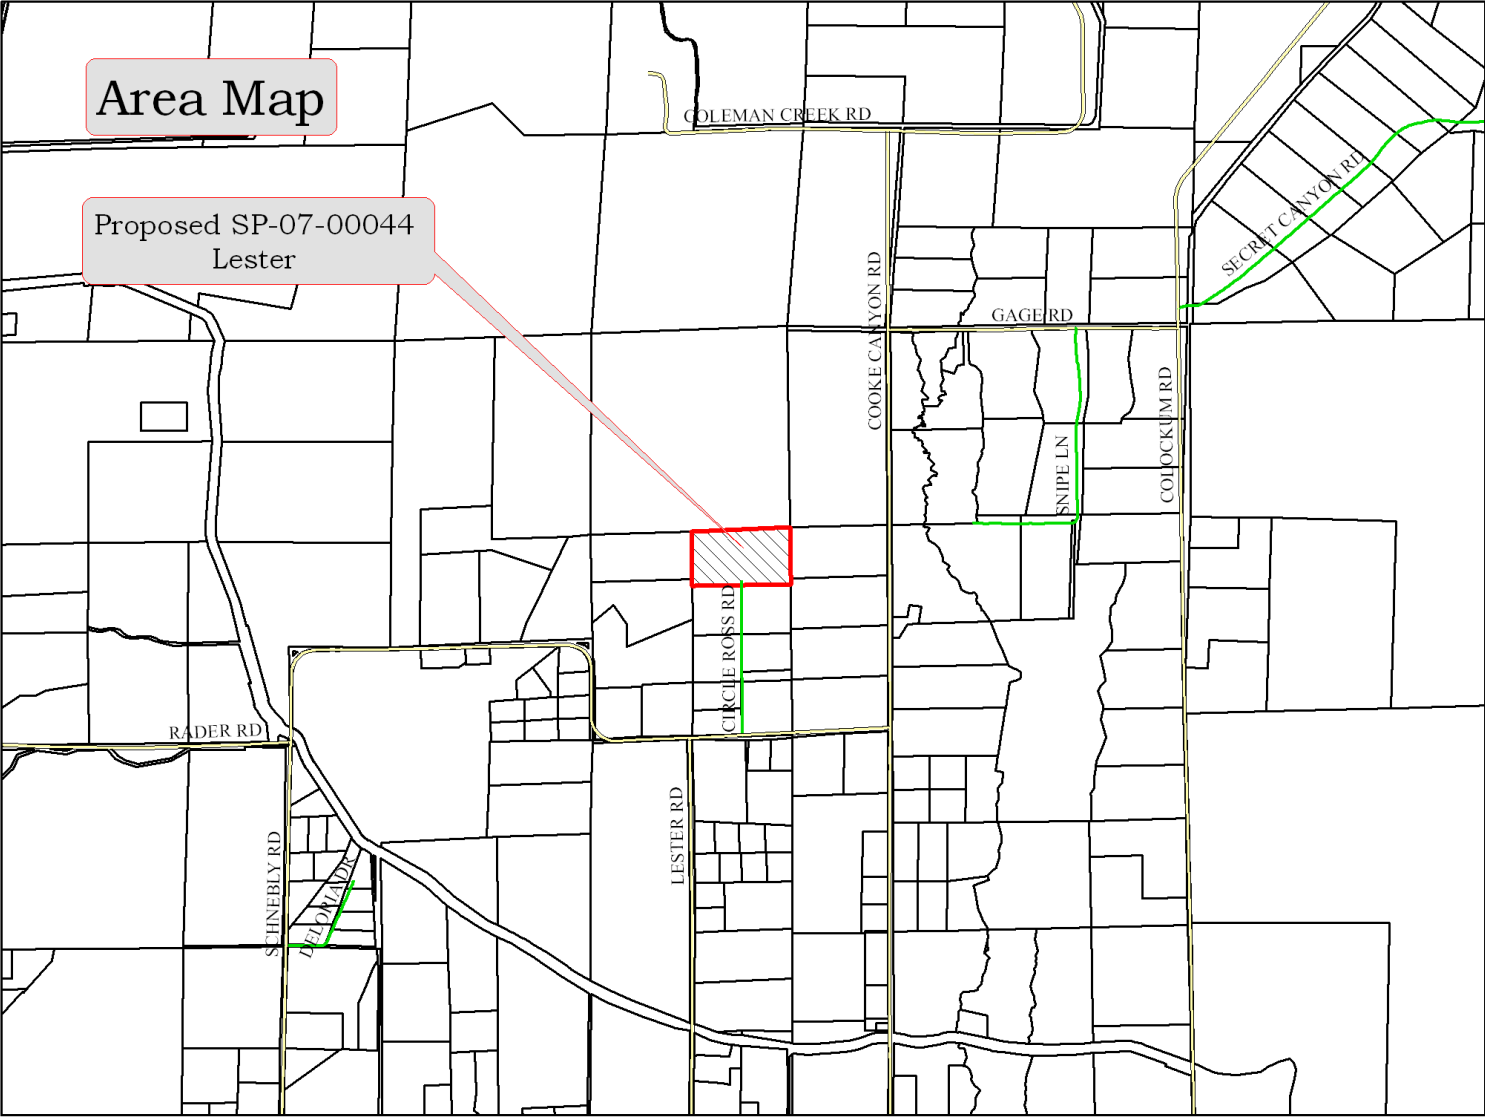 Area Map
COLEMAN CREEK RD
SECRET CANYON RD
Proposed SP-07-00044
Lester
COOKE CANYON RD
GAGE RD
COLOCKUM RD
SNIPE LN
CIRCLE ROSS RD
RADER RD
LESTER RD
SCHNEBLY RD
DELORIA DR